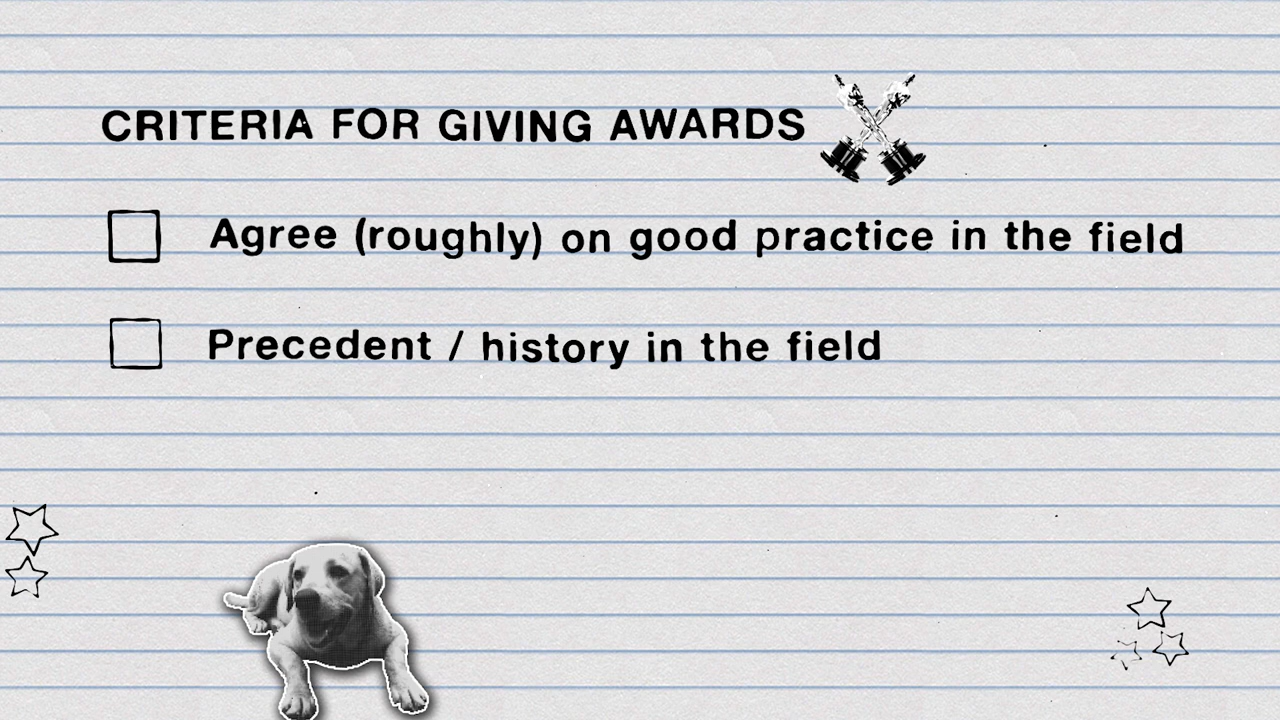 CRITERIA FOR GIVING AWARDS
Agree (roughly) on good practice in the field
Precedent / history in the field